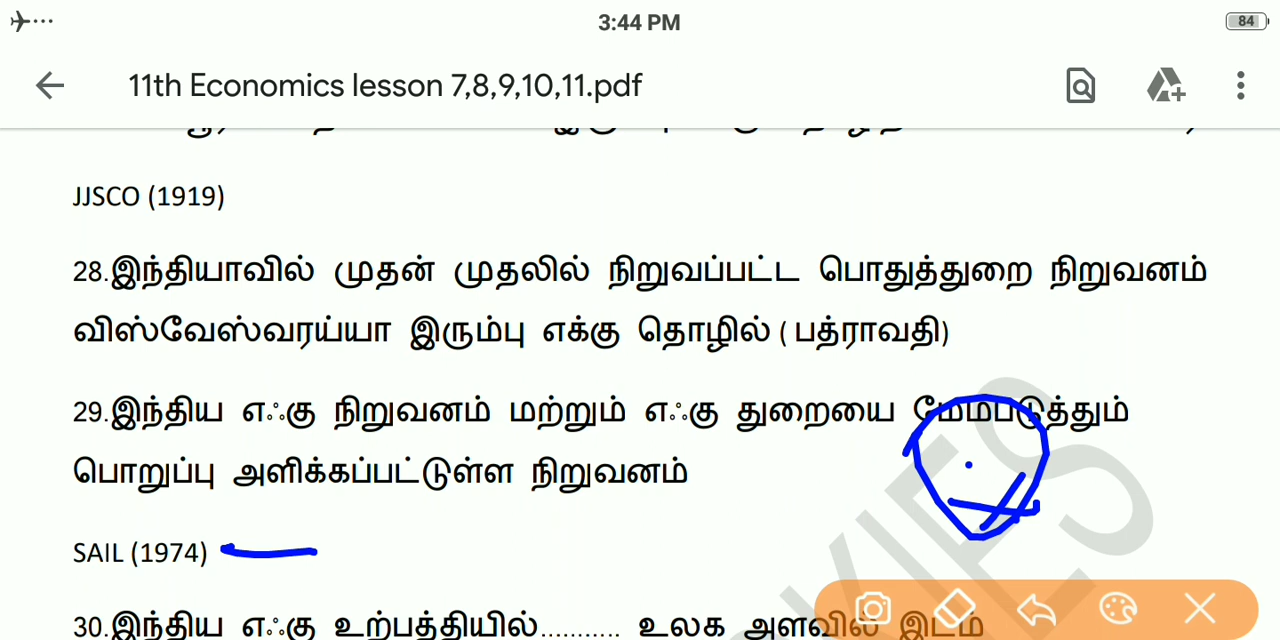 3:44 PM
84
11th Economics lesson 7,8,9,10,11.pdf
JJSCO (1919)
28.இந்தியாவில் முதன் முதலில் நிறுவப்பட்ட பொதுத்துறை நிறுவனம்
விஸ்வேஸ்வரய்யா இரும்பு எக்கு தொழில் ( பத்ராவதி)
29.இந்திய எஃகு நிறுவனம் மற்றும் எஃகு துறையை மேம்படுத்தும்
பொறுப்பு அளிக்கப்பட்டுள்ள நிறுவனம்
SAIL (1974)
30.இந்திய எஃகு உற்பத்தியில்........... உலக அளவில் இடம்